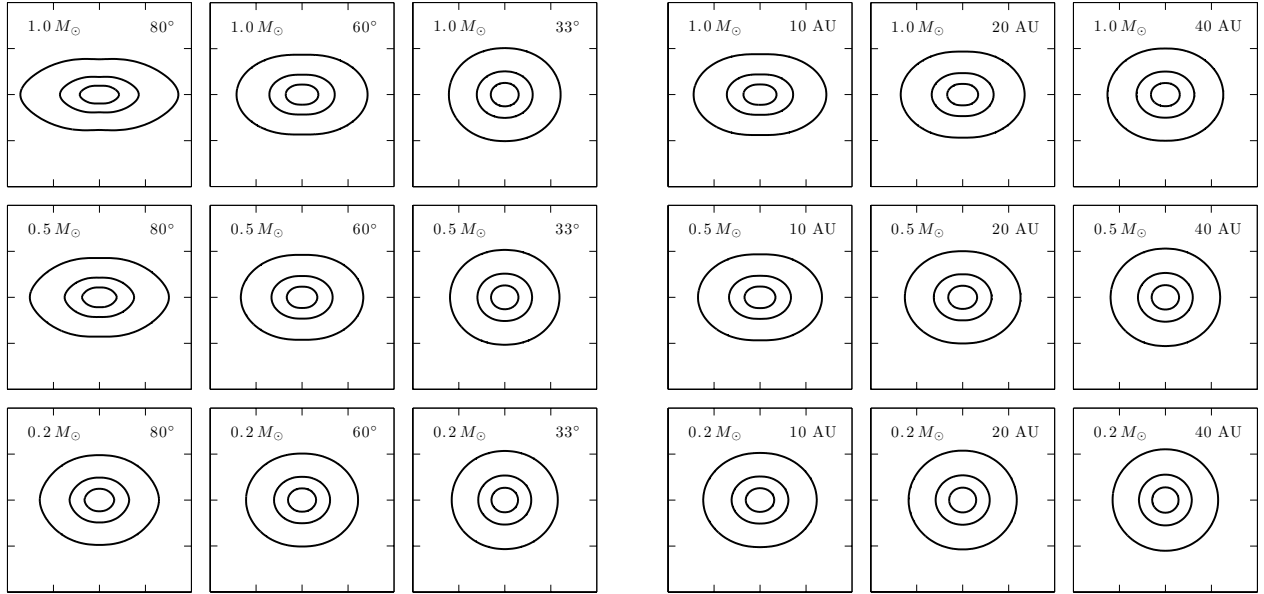 1.0 M⊙ 80° 1.0 M⊙ 60° 1.0 M⊙ 33° 1.0 M⊙ 10 AU 1.0 M⊙ 20 AU 1.0 M⊙ 40 AU
0.5 M⊙ 80° 0.5 M⊙ 60° 0.5 M⊙ 33° 0.5 M⊙ 10 AU 0.5 M⊙ 20 AU 0.5 M⊙ 40 AU
0.2 M⊙ 80° 0.2 M⊙ 60° 0.2 M⊙ 33° 0.2 M⊙ 10 AU 0.2 M⊙ 20 AU 0.2 M⊙ 40 AU